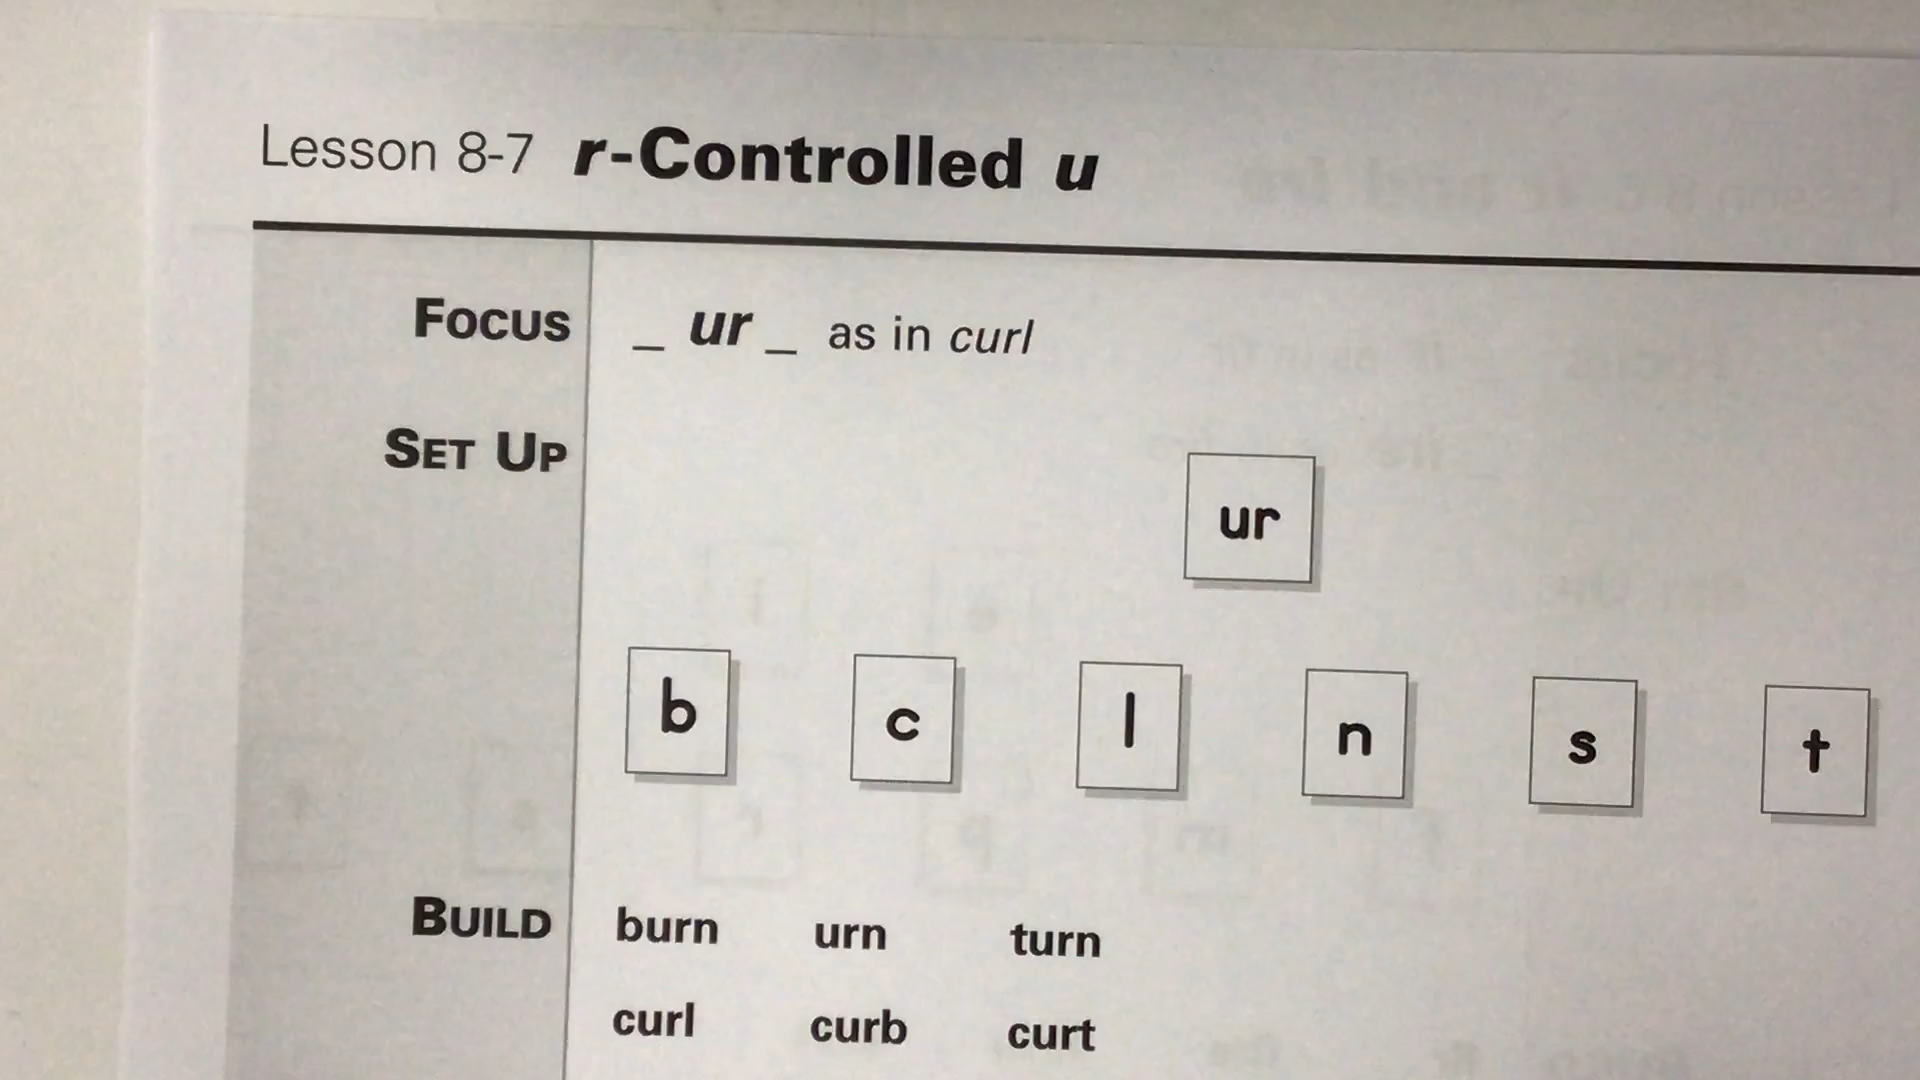 Lesson 8-7 r-Controlled u
FOCUS _ ur _ as in curl
SET UP
ur
b c l n s t
BUILD burn urn turn
curl curb curt